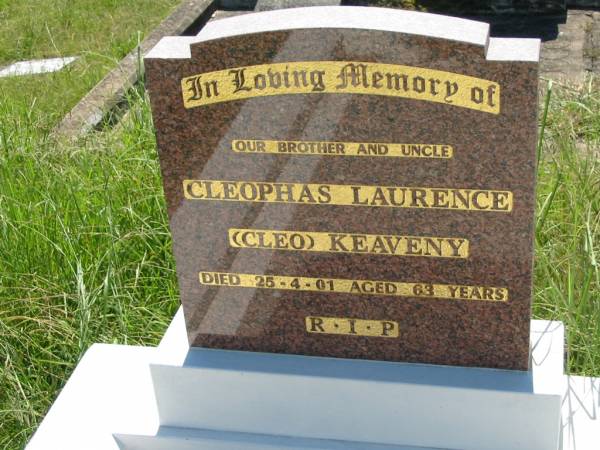 In Loving Memory of
OUR BROTHER AND UNCLE
CLEOPHAS LAURENCE
(CLEO) KEAVENY
DIED 25-4-01 AGED 63 YEARS
R·I·P